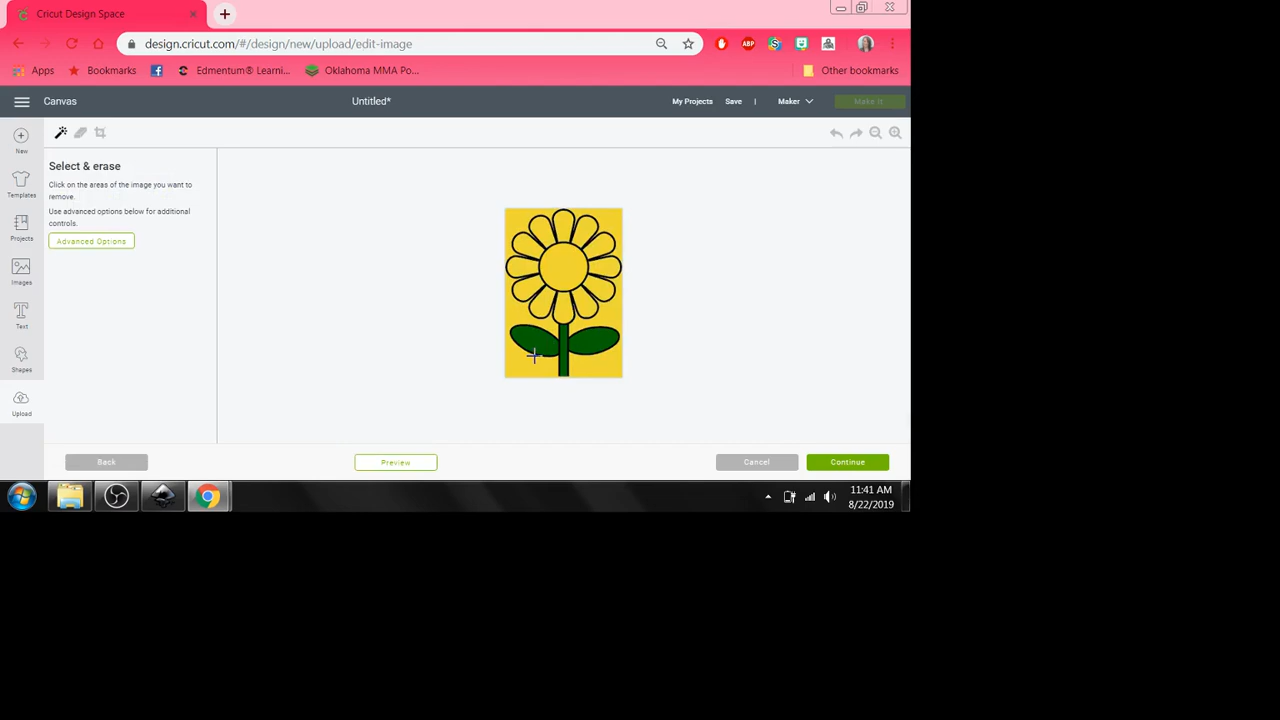 Cricut Design Space
design.cricut.com/#/design/new/upload/edit-image
ABP
Apps Bookmarks Edmentum® Learni... Oklahoma MMA Po... Other bookmarks
Canvas Untitled* My Projects Save | Maker Make It
New
Templates
Projects
Images
Text
Shapes
Upload
Select & erase
Click on the areas of the image you want to
remove.
Use advanced options below for additional
controls.
Advanced Options
Back Preview Cancel Continue
11:41 AM
8/22/2019